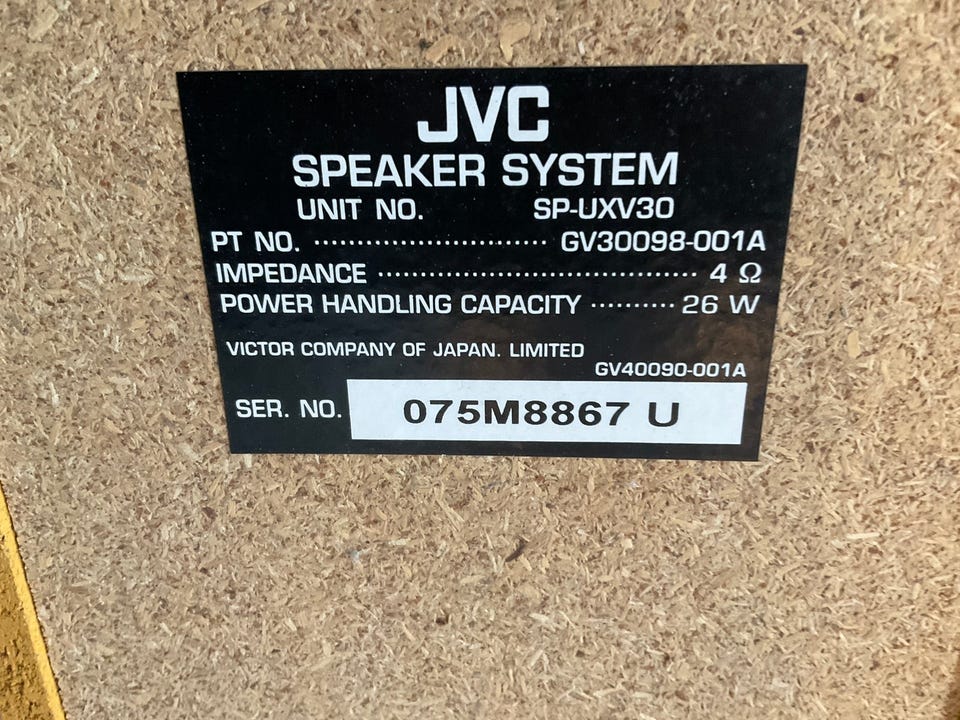 JVC
SPEAKER SYSTEM
UNIT NO. SP-UXV30
PT NO. ........................... GV30098-001A
IMPEDANCE ..................................... 4 Ω
POWER HANDLING CAPACITY .......... 26 W
VICTOR COMPANY OF JAPAN. LIMITED
GV40090-001A
SER. NO. 075M8867 U